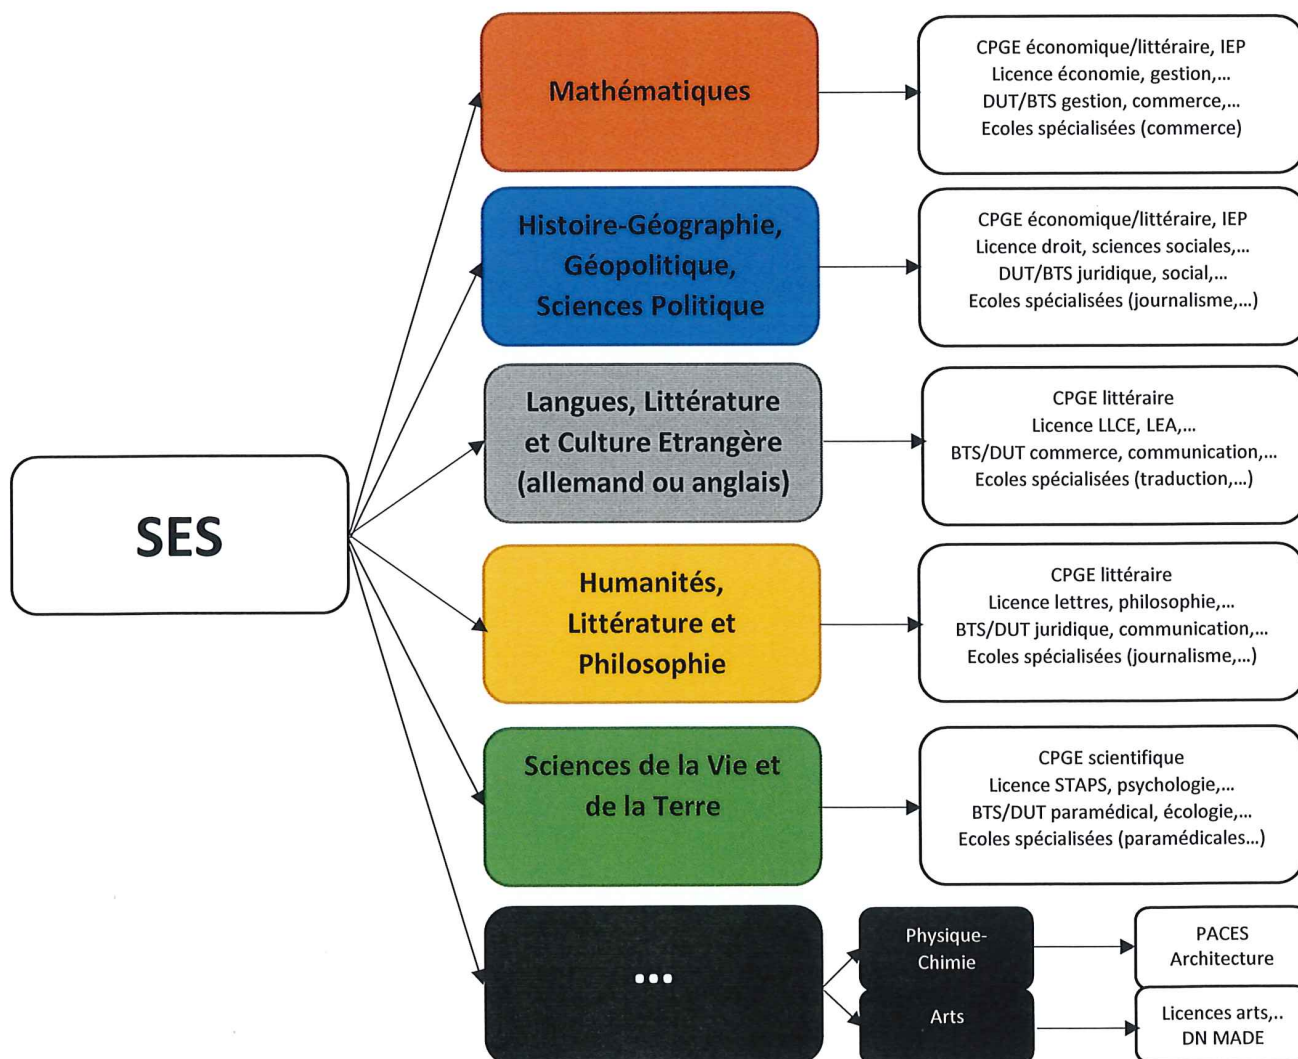 SES
Mathématiques
CPGE économique/littéraire, IEP
Licence économie, gestion,...
DUT/BTS gestion, commerce,...
Ecoles spécialisées (commerce)
Histoire-Géographie,
Géopolitique,
Sciences Politique
CPGE économique/littéraire, IEP
Licence droit, sciences sociales,...
DUT/BTS juridique, social,...
Ecoles spécialisées (journalisme,...)
Langues, Littérature
et Culture Etrangère
(allemand ou anglais)
CPGE littéraire
Licence LLCE, LEA,...
BTS/DUT commerce, communication,...
Ecoles spécialisées (traduction,...)
Humanités,
Littérature et
Philosophie
CPGE littéraire
Licence lettres, philosophie,...
BTS/DUT juridique, communication,...
Ecoles spécialisées (journalisme,...)
Sciences de la Vie et
de la Terre
CPGE scientifique
Licence STAPS, psychologie,...
BTS/DUT paramédical, écologie,...
Ecoles spécialisées (paramédicales...)
...
Physique-
Chimie
PACES
Architecture
Arts
Licences arts,..
DN MADE